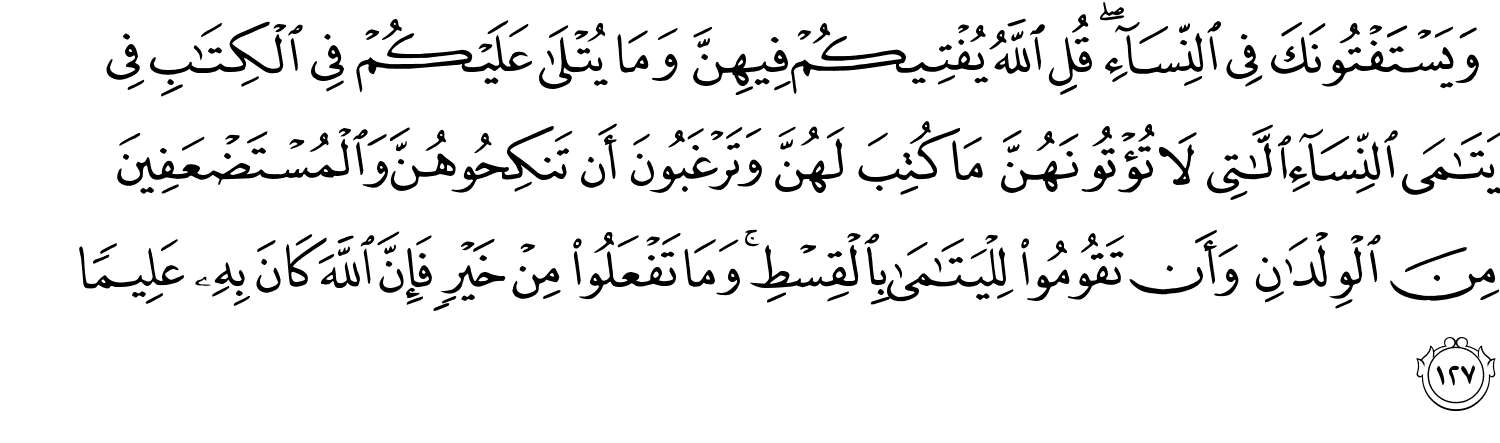 وَيَسْتَفْتُونَكَ فِى ٱلنِّسَآءِ ۖ قُلِ ٱللَّهُ يُفْتِيكُمْ فِيهِنَّ وَمَا يُتْلَىٰ عَلَيْكُمْ فِى ٱلْكِتَـٰبِ فِى
يَتَـٰمَى ٱلنِّسَآءِ ٱلَّـٰتِى لَا تُؤْتُونَهُنَّ مَا كُتِبَ لَهُنَّ وَتَرْغَبُونَ أَن تَنكِحُوهُنَّ وَٱلْمُسْتَضْعَفِينَ
مِنَ ٱلْوِلْدَٰنِ وَأَن تَقُومُوا۟ لِلْيَتَـٰمَىٰ بِٱلْقِسْطِ ۚ وَمَا تَفْعَلُوا۟ مِنْ خَيْرٍ فَإِنَّ ٱللَّهَ كَانَ بِهِۦ عَلِيمًا
١٢٧